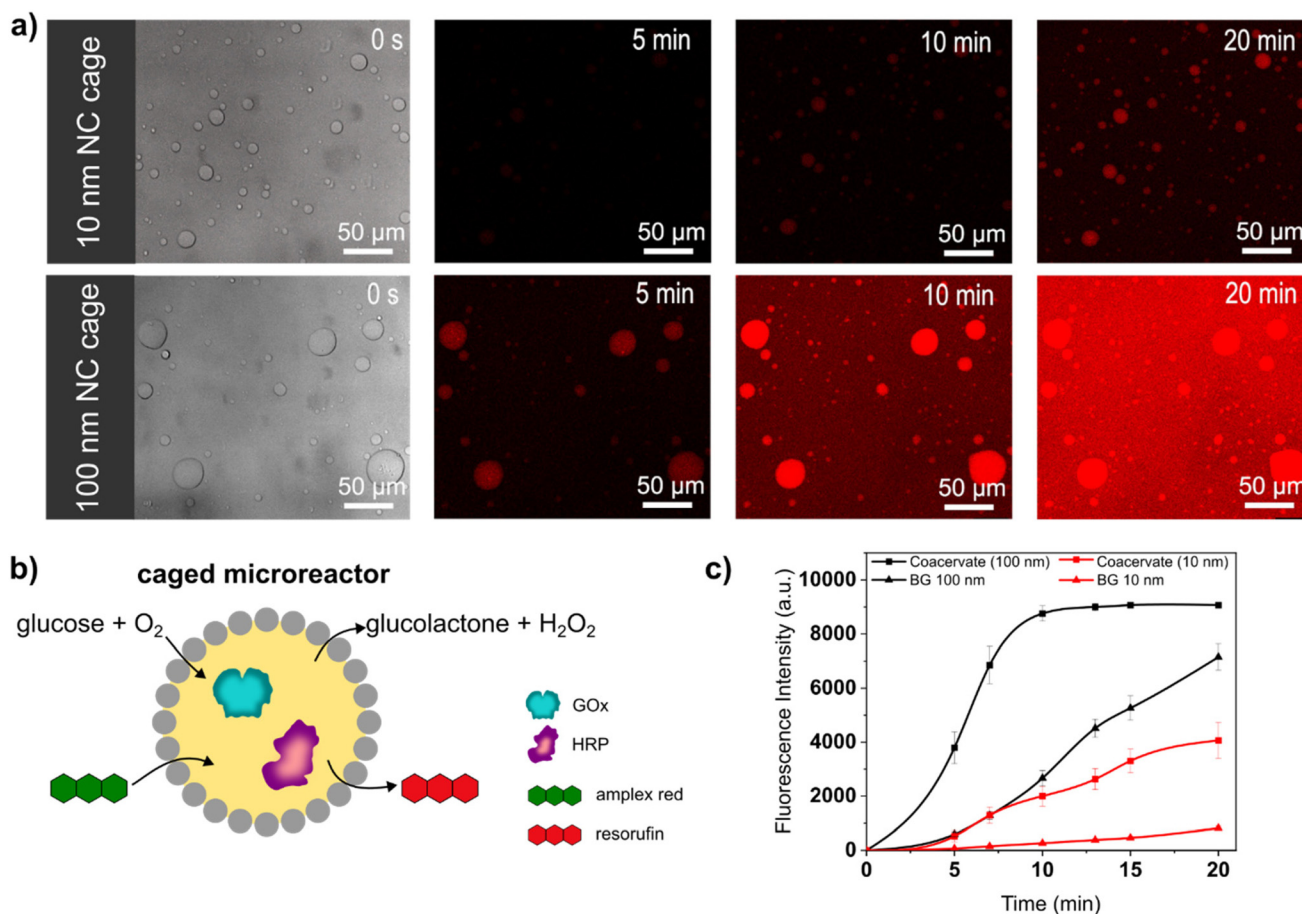 a)
10 nm NC cage
0 s
50 µm
5 min
50 µm
10 min
50 µm
20 min
50 µm
100 nm NC cage
0 s
50 µm
5 min
50 µm
10 min
50 µm
20 min
50 µm
b)
caged microreactor
glucose + O₂
glucolactone + H₂O₂
GOx
HRP
amplex red
resorufin
c)
Coacervate (100 nm)
Coacervate (10 nm)
BG 100 nm
BG 10 nm
Fluorescence Intensity (a.u.)
10000
8000
6000
4000
2000
0
0 5 10 15 20
Time (min)